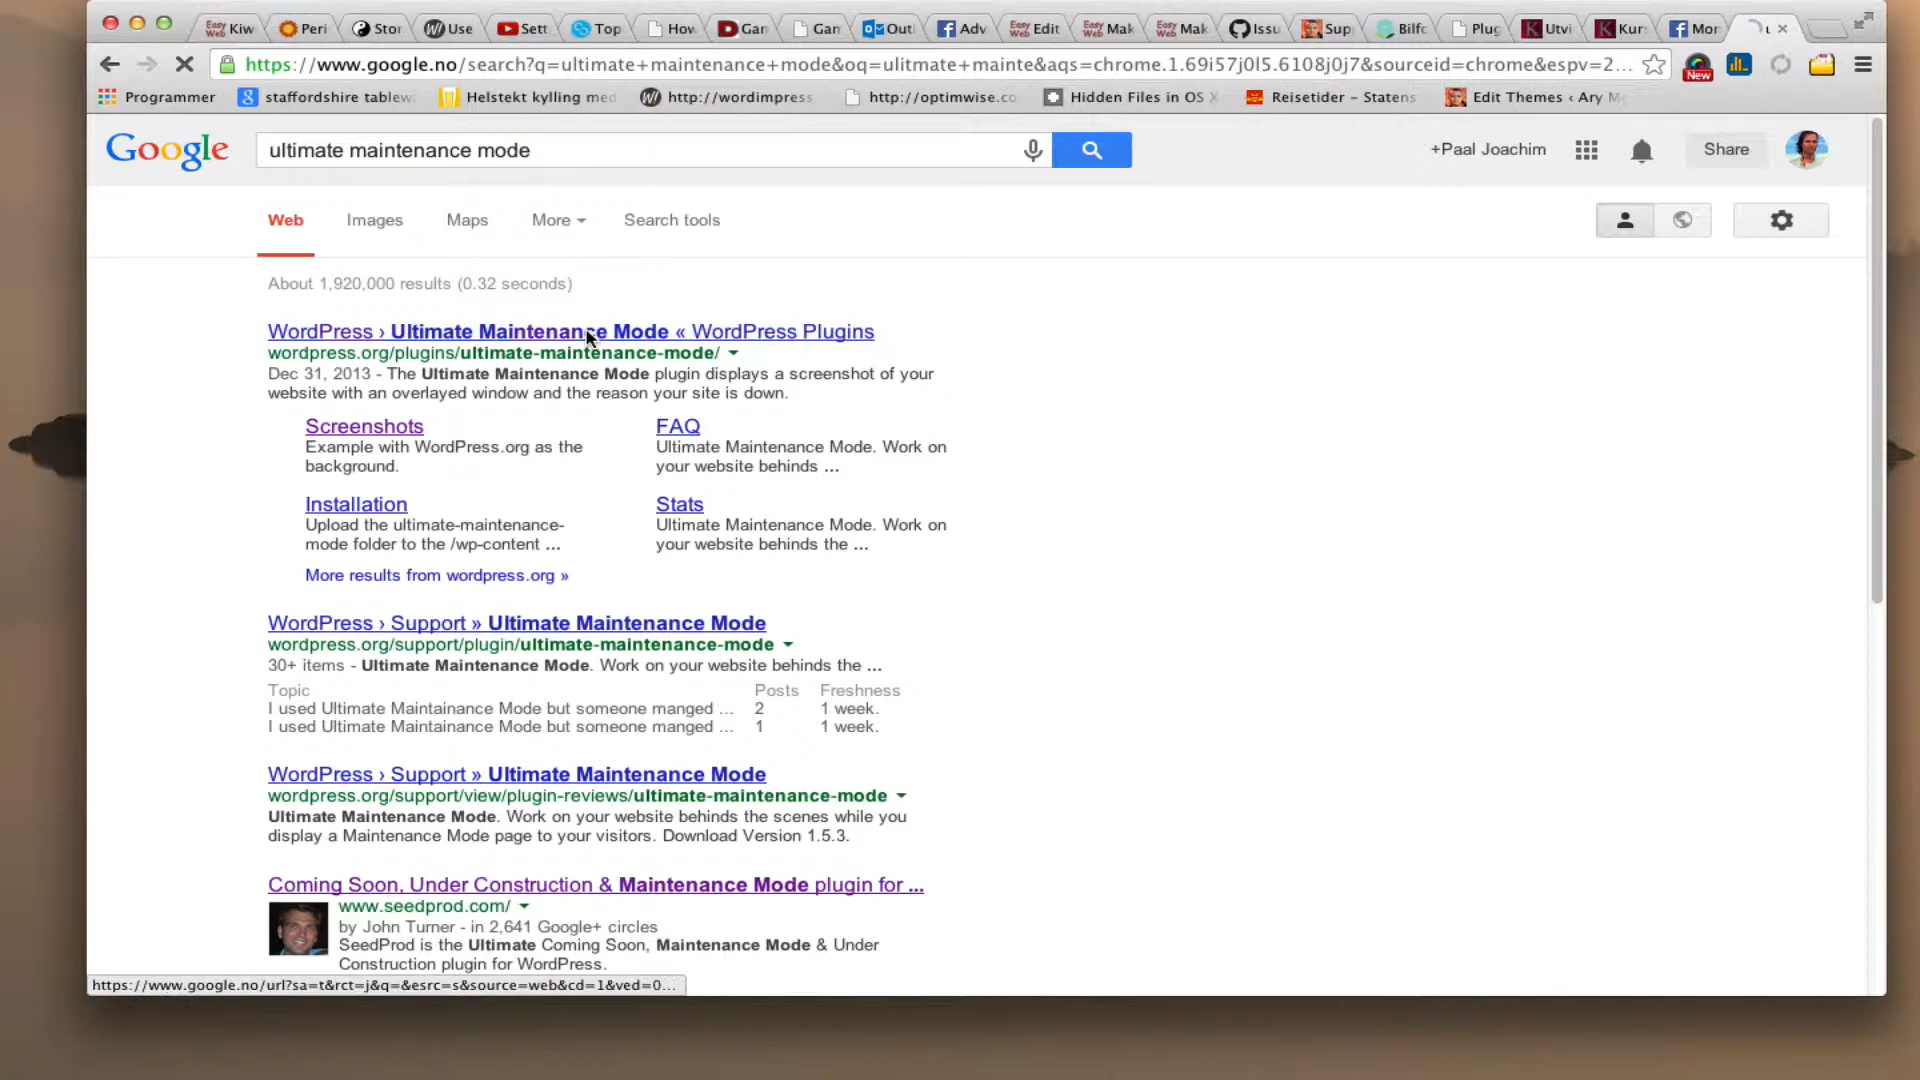 Kiw Peri Stor Use Sett Top How Gar Gar Outl Adv Edit Mak Mak Issu Sup Bilfc Plug Utvi Kur Mor
https://www.google.no/search?q=ultimate+maintenance+mode&oq=ulitmate+mainte&aqs=chrome.1.69i57j0l5.6108j0j7&sourceid=chrome&espv=2... New
Programmer staffordshire tablew Helstekt kylling med http://wordimpress http://optimwise.co Hidden Files in OS X Reisetider – Statens Edit Themes ‹ Ary M
Google ultimate maintenance mode +Paal Joachim Share
Web Images Maps More Search tools
About 1,920,000 results (0.32 seconds)
WordPress › Ultimate Maintenance Mode « WordPress Plugins
wordpress.org/plugins/ultimate-maintenance-mode/
Dec 31, 2013 - The Ultimate Maintenance Mode plugin displays a screenshot of your
website with an overlayed window and the reason your site is down.
Screenshots
Example with WordPress.org as the
background.
FAQ
Ultimate Maintenance Mode. Work on
your website behinds ...
Installation
Upload the ultimate-maintenance-
mode folder to the /wp-content ...
Stats
Ultimate Maintenance Mode. Work on
your website behinds the ...
More results from wordpress.org »
WordPress › Support » Ultimate Maintenance Mode
wordpress.org/support/plugin/ultimate-maintenance-mode
30+ items - Ultimate Maintenance Mode. Work on your website behinds the ...
Topic Posts Freshness
I used Ultimate Maintainance Mode but someone manged ... 2 1 week.
I used Ultimate Maintainance Mode but someone manged ... 1 1 week.
WordPress › Support » Ultimate Maintenance Mode
wordpress.org/support/view/plugin-reviews/ultimate-maintenance-mode
Ultimate Maintenance Mode. Work on your website behinds the scenes while you
display a Maintenance Mode page to your visitors. Download Version 1.5.3.
Coming Soon, Under Construction & Maintenance Mode plugin for ...
www.seedprod.com/
by John Turner - in 2,641 Google+ circles
SeedProd is the Ultimate Coming Soon, Maintenance Mode & Under
Construction plugin for WordPress.
https://www.google.no/url?sa=t&rct=j&q=&esrc=s&source=web&cd=1&ved=0...